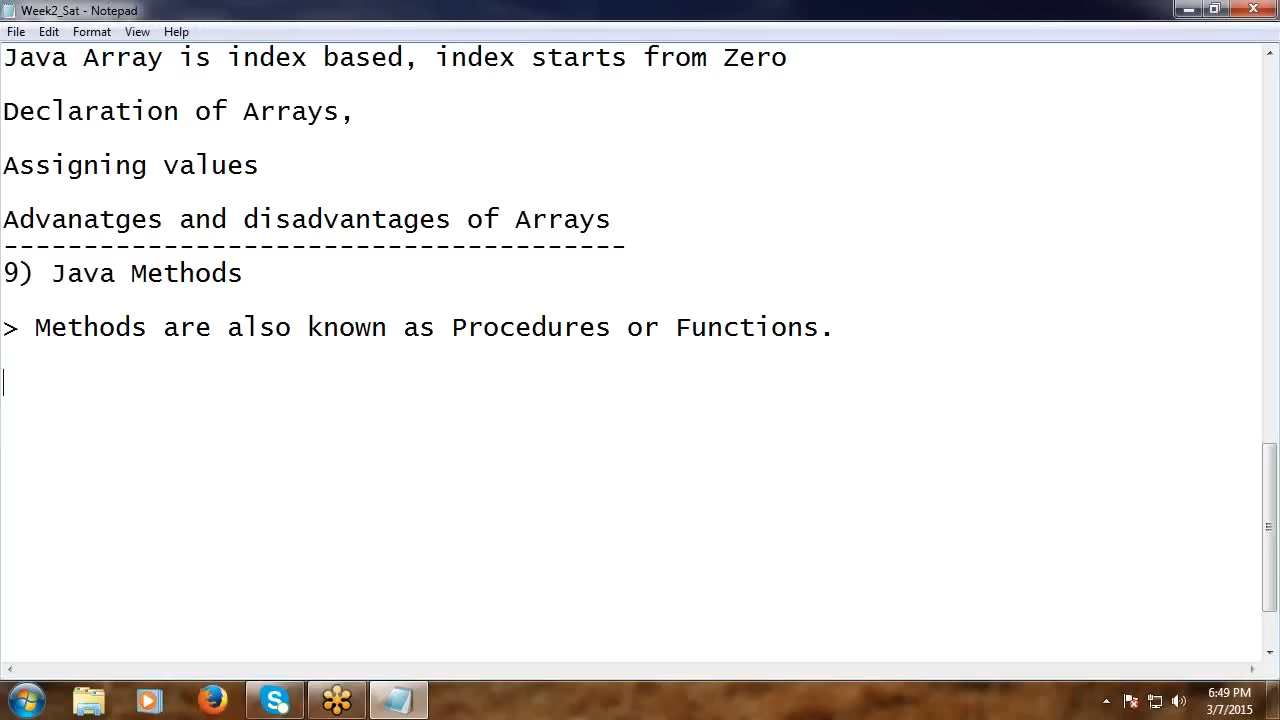 Week2_Sat - Notepad
File Edit Format View Help
Java Array is index based, index starts from Zero
Declaration of Arrays,
Assigning values
Advanatges and disadvantages of Arrays
---------------------------------------
9) Java Methods
> Methods are also known as Procedures or Functions.
6:49 PM
3/7/2015